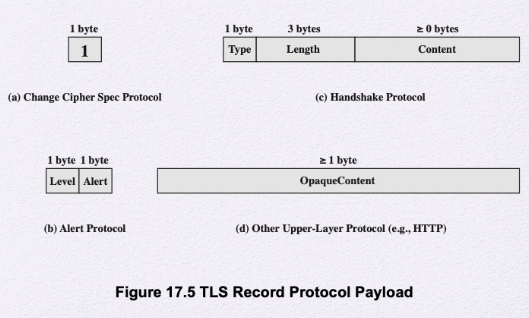 1 byte
1
(a) Change Cipher Spec Protocol
1 byte 3 bytes ≥ 0 bytes
Type Length Content
(c) Handshake Protocol
1 byte 1 byte
Level Alert
(b) Alert Protocol
≥ 1 byte
OpaqueContent
(d) Other Upper-Layer Protocol (e.g., HTTP)
Figure 17.5 TLS Record Protocol Payload